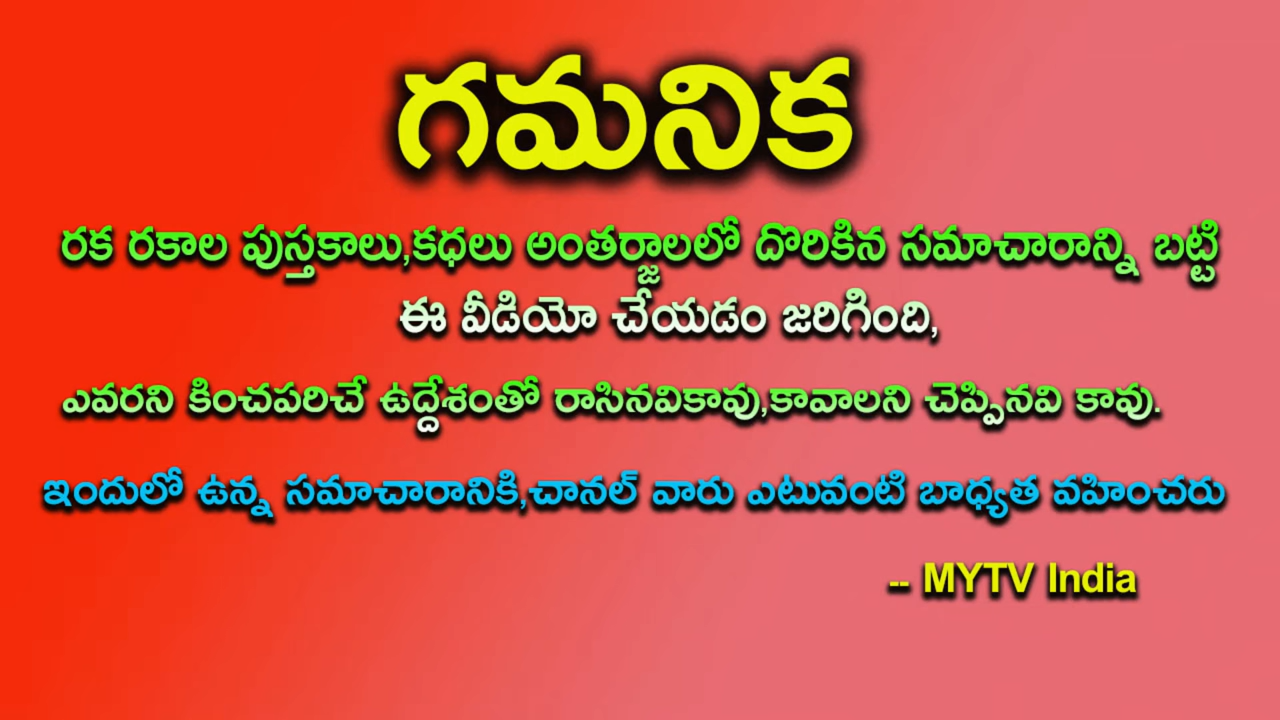 గమనిక
రక రకాల పుస్తకాలు,కధలు అంతర్జాలలో దొరికిన సమాచారాన్ని బట్టి
ఈ వీడియో చేయడం జరిగింది,
ఎవరని కించపరిచే ఉద్దేశంతో రాసినవికావు,కావాలని చెప్పినవి కావు.
ఇందులో ఉన్న సమాచారానికి,చానల్ వారు ఎటువంటి బాధ్యత వహించరు
-- MYTV India